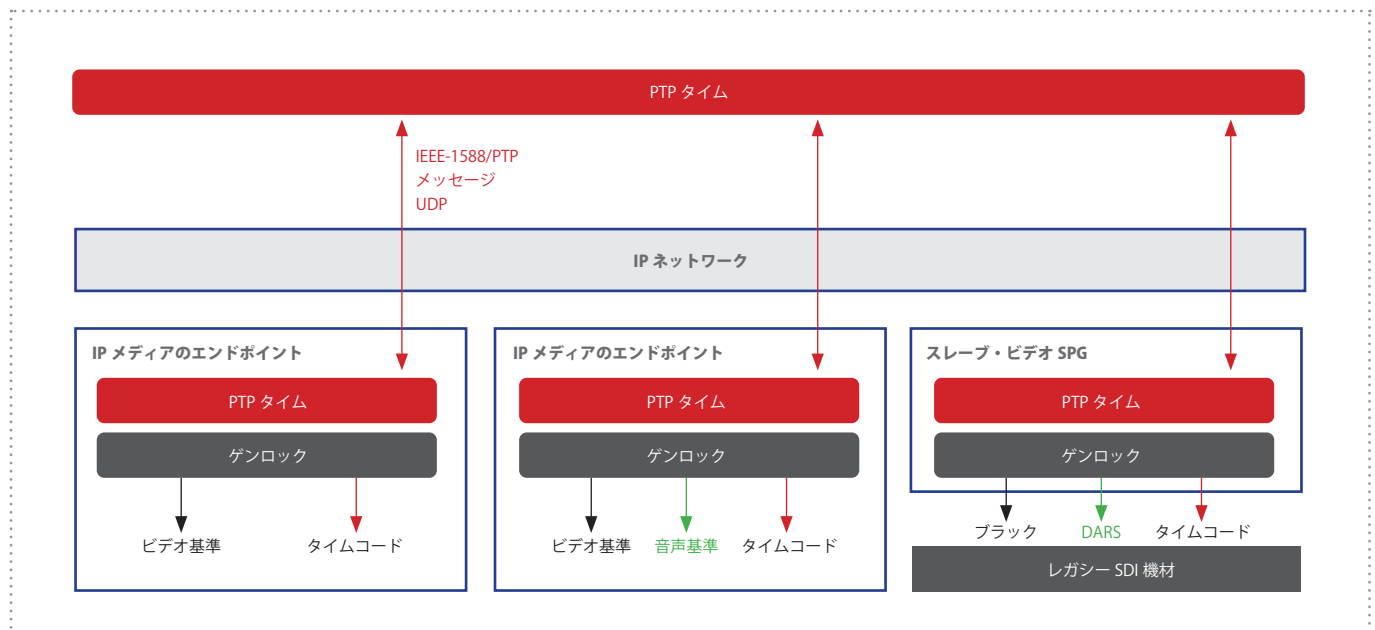 PTP タイム
IEEE-1588/PTP
メッセージ
UDP
IP ネットワーク
IP メディアのエンドポイント
PTP タイム
ゲンロック
ビデオ基準
タイムコード
IP メディアのエンドポイント
PTP タイム
ゲンロック
ビデオ基準
音声基準
タイムコード
スレーブ・ビデオ SPG
PTP タイム
ゲンロック
ブラック
DARS
タイムコード
レガシー SDI 機材